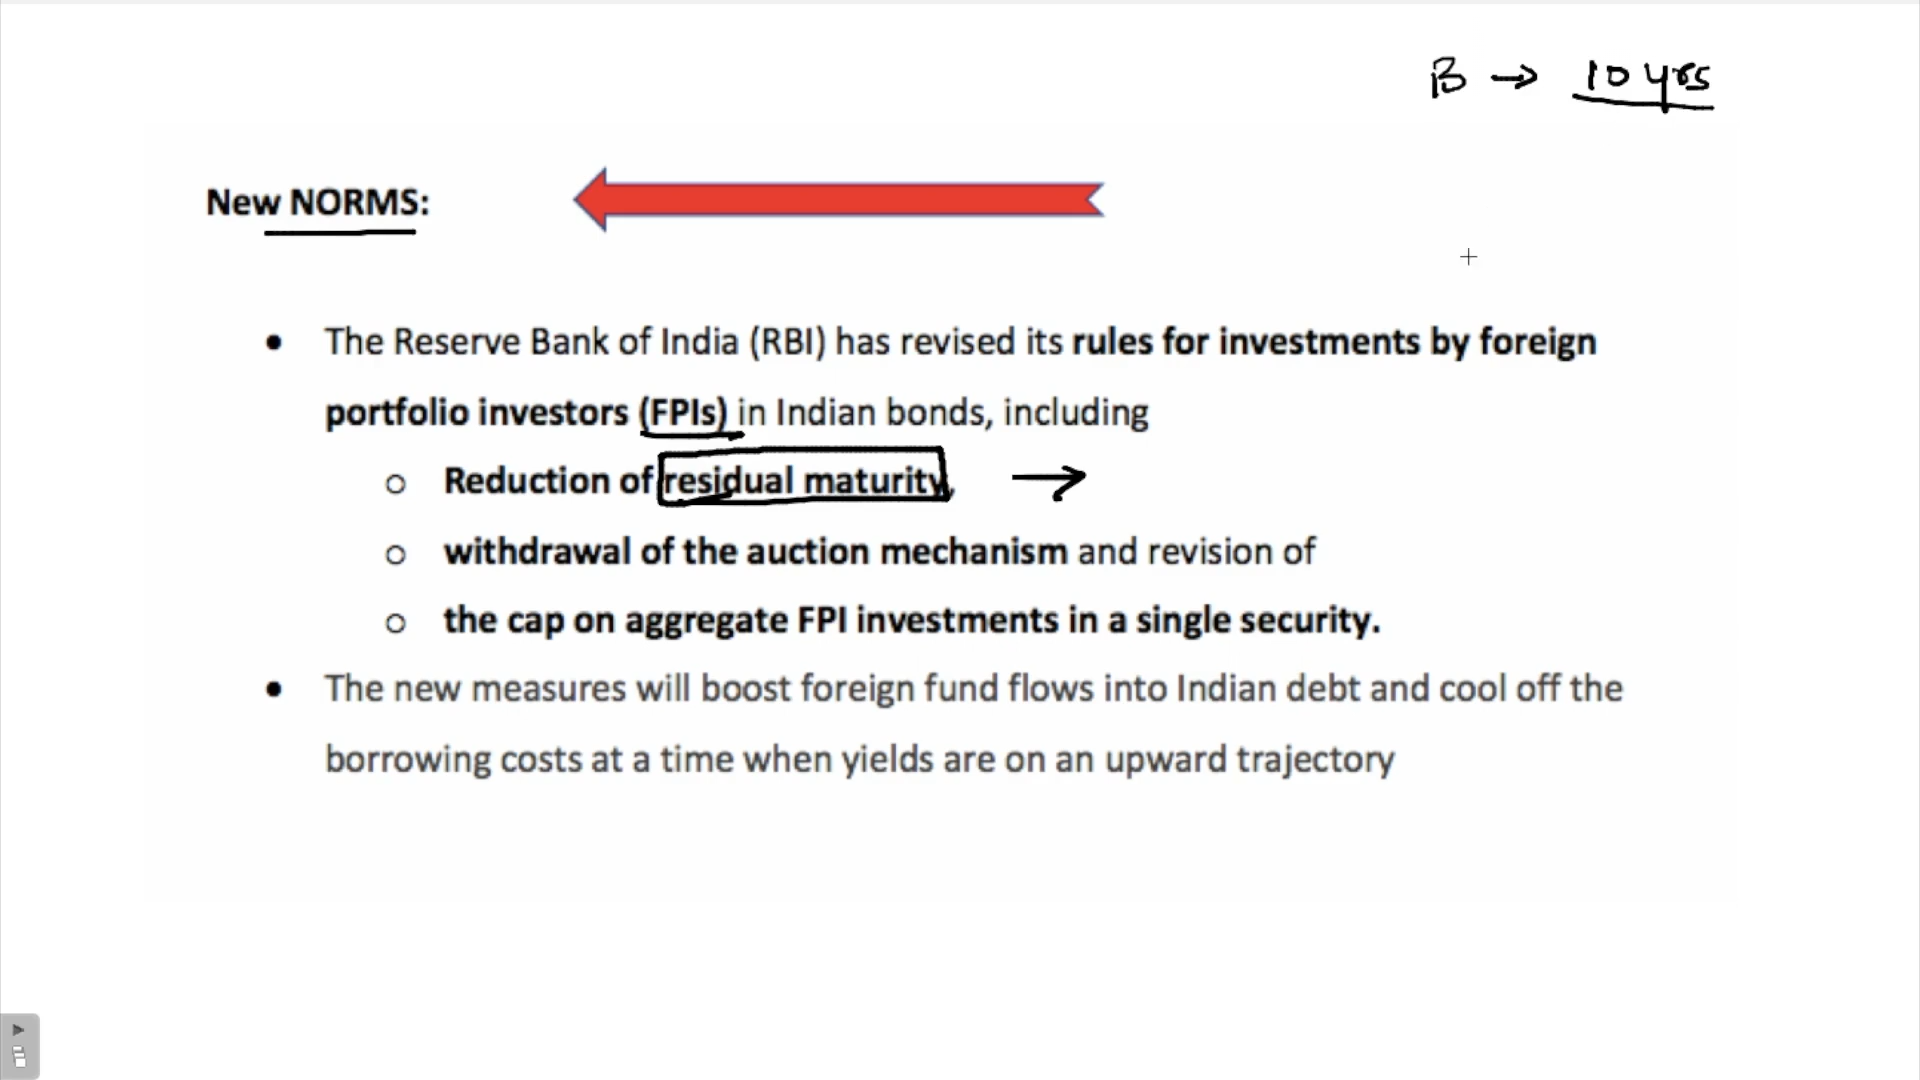 B → 10 yrs
New NORMS:
• The Reserve Bank of India (RBI) has revised its rules for investments by foreign
portfolio investors (FPIs) in Indian bonds, including
o Reduction of residual maturity, →
o withdrawal of the auction mechanism and revision of
o the cap on aggregate FPI investments in a single security.
• The new measures will boost foreign fund flows into Indian debt and cool off the
borrowing costs at a time when yields are on an upward trajectory